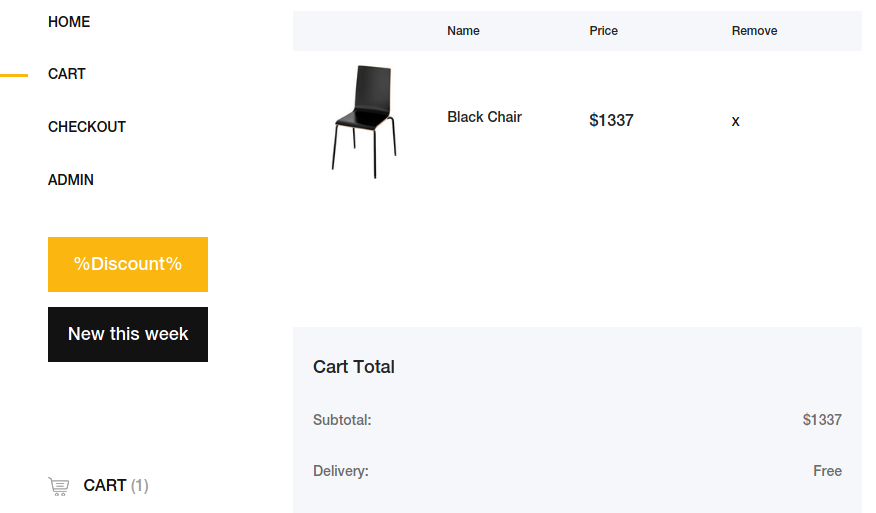 HOME
CART
CHECKOUT
ADMIN
%Discount%
New this week
CART (1)
Name Price Remove
Black Chair $1337 x
Cart Total
Subtotal: $1337
Delivery: Free